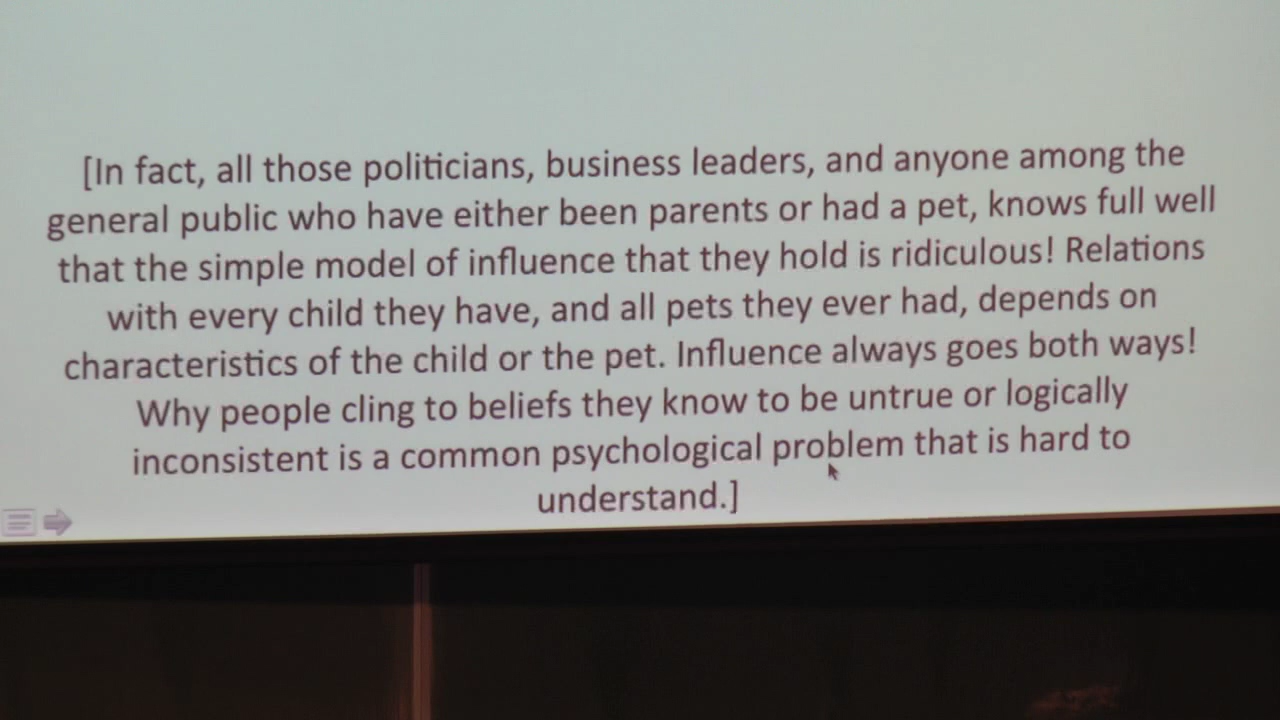 [In fact, all those politicians, business leaders, and anyone among the
general public who have either been parents or had a pet, knows full well
that the simple model of influence that they hold is ridiculous! Relations
with every child they have, and all pets they ever had, depends on
characteristics of the child or the pet. Influence always goes both ways!
Why people cling to beliefs they know to be untrue or logically
inconsistent is a common psychological problem that is hard to
understand.]